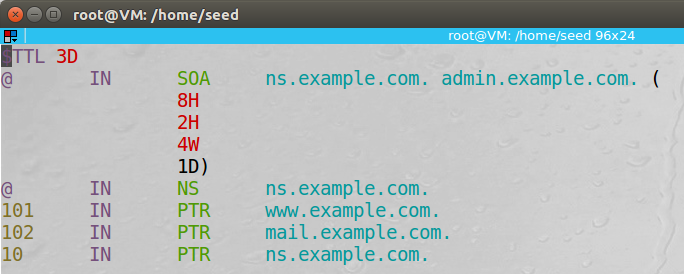 root@VM: /home/seed
root@VM: /home/seed 96x24
$TTL 3D
@ IN SOA ns.example.com. admin.example.com. (
8H
2H
4W
1D)
@ IN NS ns.example.com.
101 IN PTR www.example.com.
102 IN PTR mail.example.com.
10 IN PTR ns.example.com.